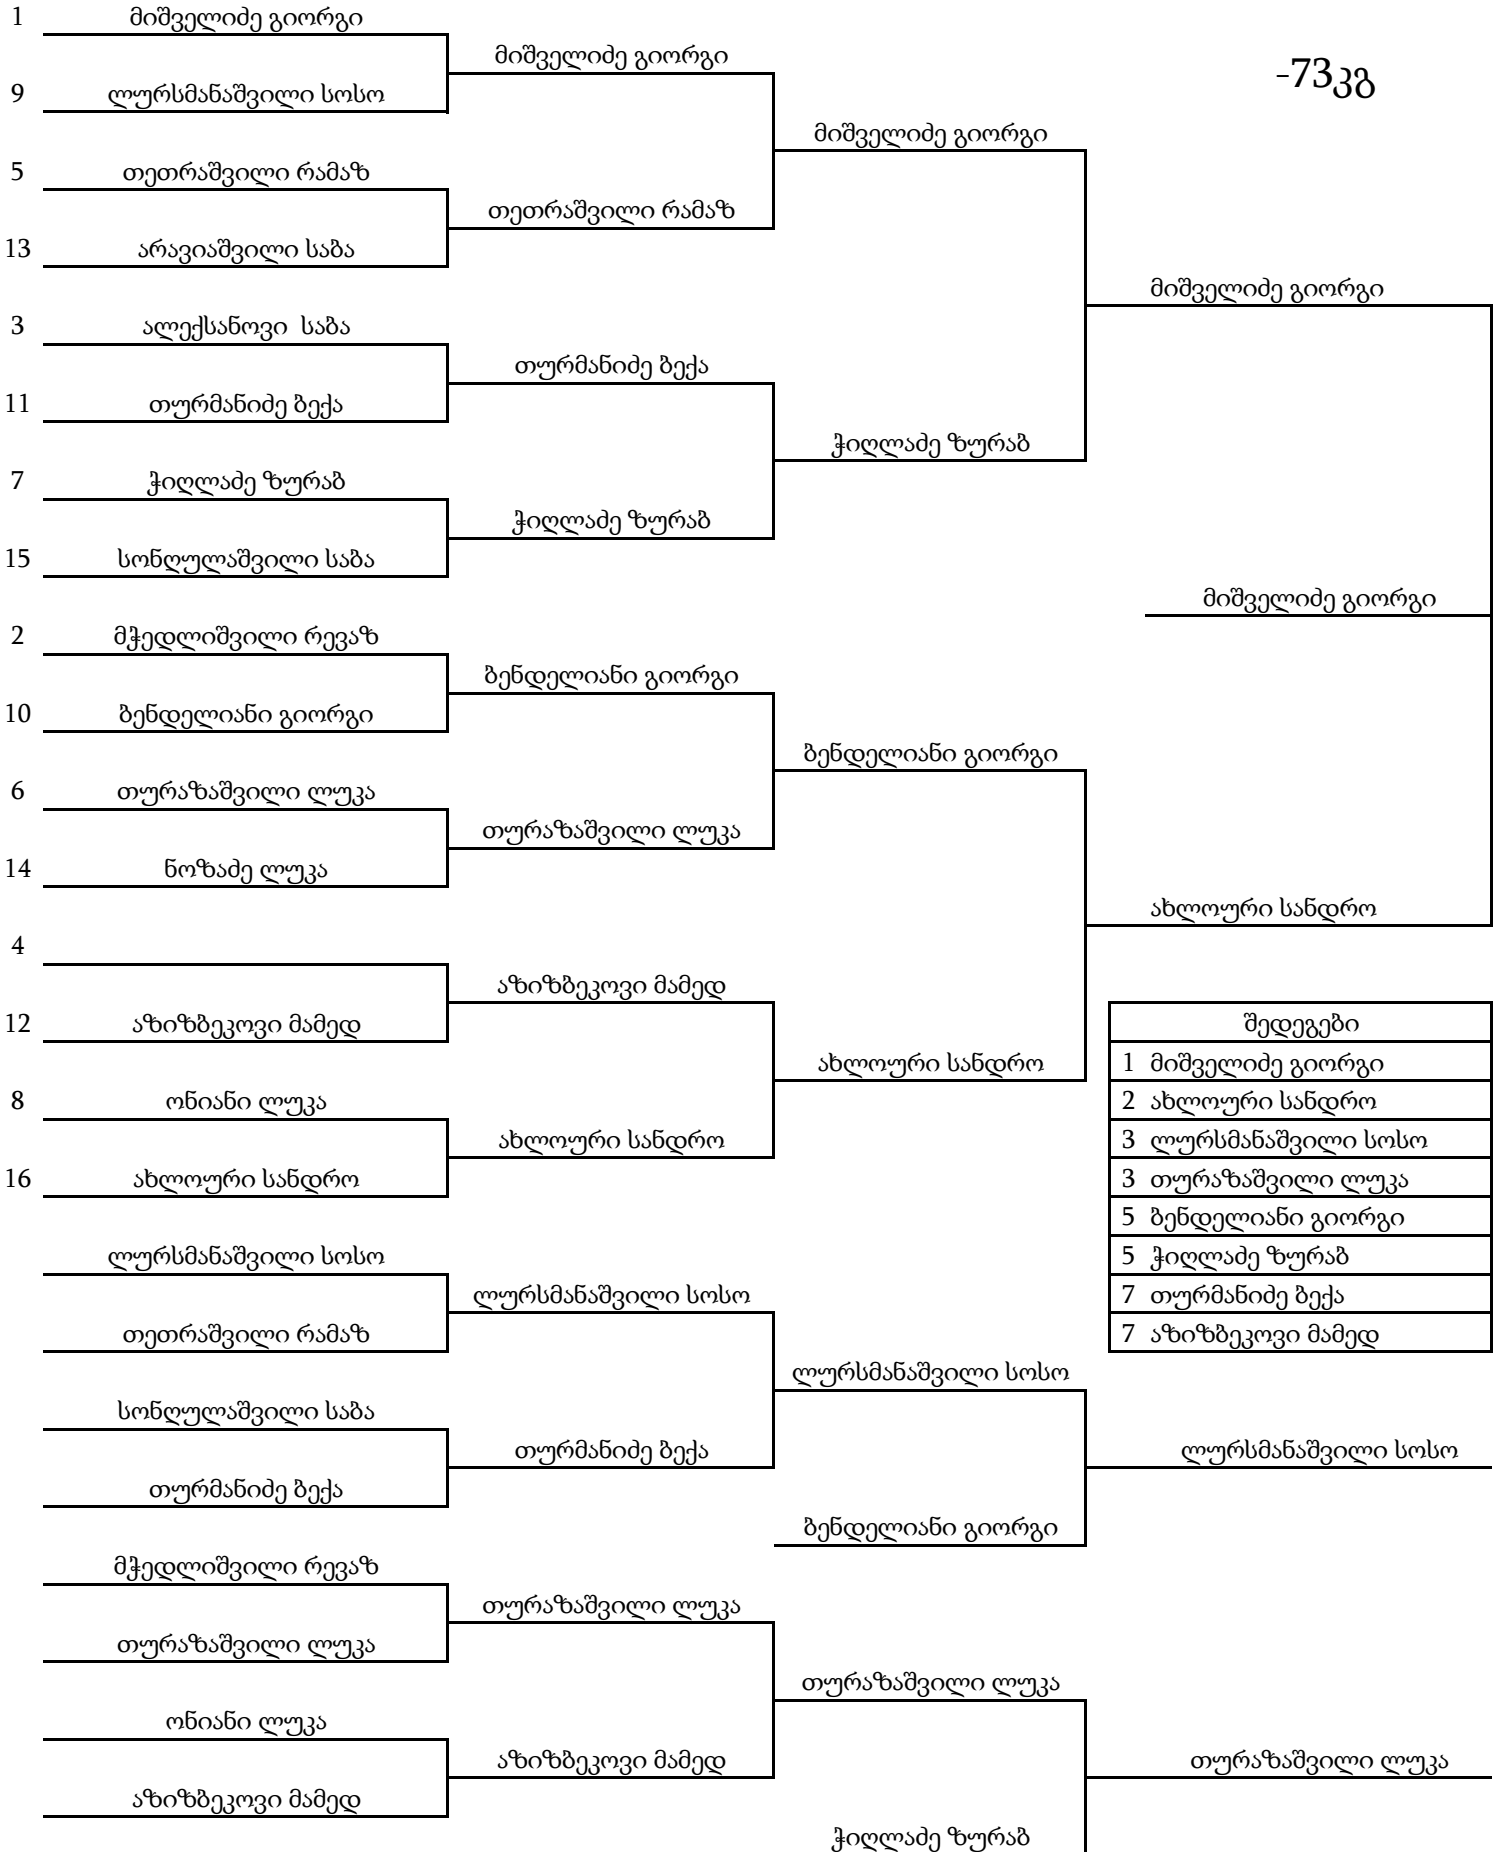 1 მიშველიძე გიორგი
მიშველიძე გიორგი
-73კგ
9 ლურსმანაშვილი სოსო
მიშველიძე გიორგი
5 თეთრაშვილი რამაზ
თეთრაშვილი რამაზ
13 არავიაშვილი საბა
მიშველიძე გიორგი
3 ალექსანოვი საბა
თურმანიძე ბექა
11 თურმანიძე ბექა
ჭიღლაძე ზურაბ
7 ჭიღლაძე ზურაბ
ჭიღლაძე ზურაბ
15 სონღულაშვილი საბა
მიშველიძე გიორგი
2 მჭედლიშვილი რევაზ
ბენდელიანი გიორგი
10 ბენდელიანი გიორგი
ბენდელიანი გიორგი
6 თურაზაშვილი ლუკა
თურაზაშვილი ლუკა
14 ნოზაძე ლუკა
ახლოური სანდრო
4
აზიზბეკოვი მამედ
12 აზიზბეკოვი მამედ
შედეგები
ახლოური სანდრო
1 მიშველიძე გიორგი
8 ონიანი ლუკა
2 ახლოური სანდრო
ახლოური სანდრო
3 ლურსმანაშვილი სოსო
16 ახლოური სანდრო
3 თურაზაშვილი ლუკა
5 ბენდელიანი გიორგი
ლურსმანაშვილი სოსო
5 ჭიღლაძე ზურაბ
ლურსმანაშვილი სოსო
7 თურმანიძე ბექა
თეთრაშვილი რამაზ
7 აზიზბეკოვი მამედ
ლურსმანაშვილი სოსო
სონღულაშვილი საბა
თურმანიძე ბექა
ლურსმანაშვილი სოსო
თურმანიძე ბექა
ბენდელიანი გიორგი
მჭედლიშვილი რევაზ
თურაზაშვილი ლუკა
თურაზაშვილი ლუკა
თურაზაშვილი ლუკა
ონიანი ლუკა
აზიზბეკოვი მამედ
თურაზაშვილი ლუკა
აზიზბეკოვი მამედ
ჭიღლაძე ზურაბ